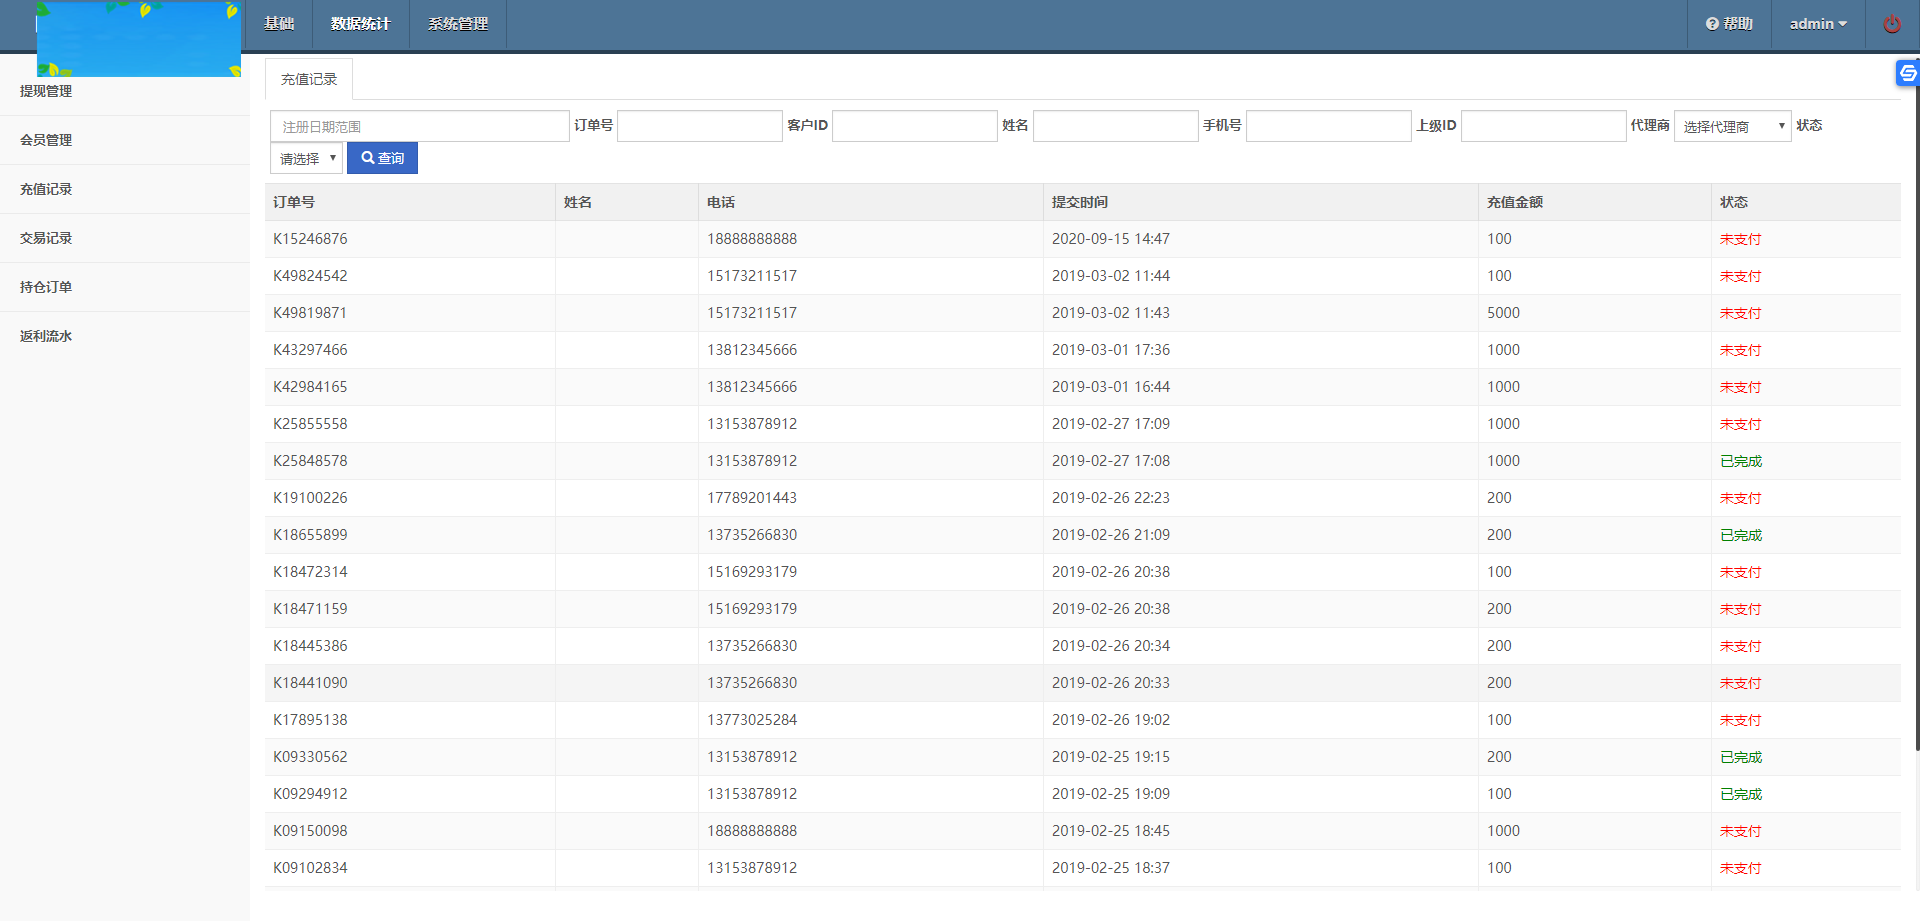 基础 数据统计 系统管理 帮助 admin
提现管理
会员管理
充值记录
交易记录
持仓订单
返利流水
充值记录
注册日期范围 订单号 客户ID 姓名 手机号 上级ID 代理商 选择代理商 状态
请选择 查询
订单号 姓名 电话 提交时间 充值金额 状态
K15246876 18888888888 2020-09-15 14:47 100 未支付
K49824542 15173211517 2019-03-02 11:44 100 未支付
K49819871 15173211517 2019-03-02 11:43 5000 未支付
K43297466 13812345666 2019-03-01 17:36 1000 未支付
K42984165 13812345666 2019-03-01 16:44 1000 未支付
K25855558 13153878912 2019-02-27 17:09 1000 未支付
K25848578 13153878912 2019-02-27 17:08 1000 已完成
K19100226 17789201443 2019-02-26 22:23 200 未支付
K18655899 13735266830 2019-02-26 21:09 200 已完成
K18472314 15169293179 2019-02-26 20:38 100 未支付
K18471159 15169293179 2019-02-26 20:38 200 未支付
K18445386 13735266830 2019-02-26 20:34 200 未支付
K18441090 13735266830 2019-02-26 20:33 200 未支付
K17895138 13773025284 2019-02-26 19:02 100 未支付
K09330562 13153878912 2019-02-25 19:15 200 已完成
K09294912 13153878912 2019-02-25 19:09 100 已完成
K09150098 18888888888 2019-02-25 18:45 1000 未支付
K09102834 13153878912 2019-02-25 18:37 100 未支付